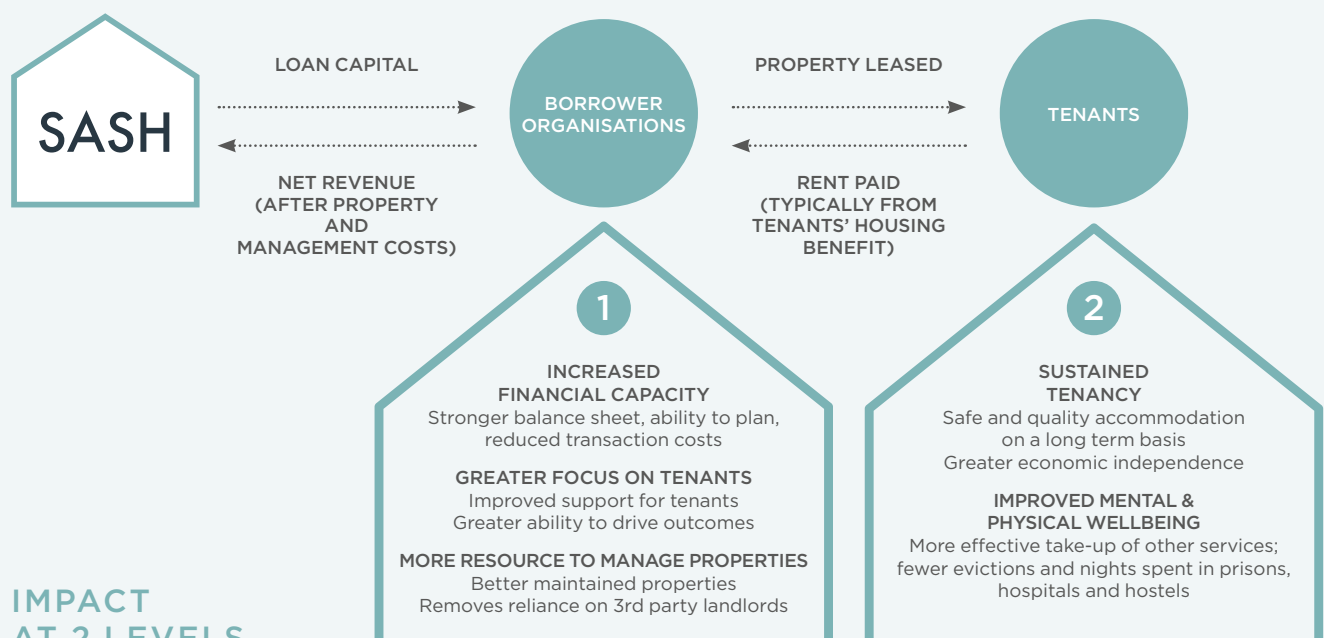 SASH
LOAN CAPITAL
NET REVENUE
(AFTER PROPERTY
AND
MANAGEMENT COSTS)
BORROWER
ORGANISATIONS
PROPERTY LEASED
RENT PAID
(TYPICALLY FROM
TENANTS’ HOUSING
BENEFIT)
TENANTS
1
INCREASED
FINANCIAL CAPACITY
Stronger balance sheet, ability to plan,
reduced transaction costs
GREATER FOCUS ON TENANTS
Improved support for tenants
Greater ability to drive outcomes
MORE RESOURCE TO MANAGE PROPERTIES
Better maintained properties
Removes reliance on 3rd party landlords
2
SUSTAINED
TENANCY
Safe and quality accommodation
on a long term basis
Greater economic independence
IMPROVED MENTAL &
PHYSICAL WELLBEING
More effective take-up of other services;
fewer evictions and nights spent in prisons,
hospitals and hostels
IMPACT
AT 2 LEVELS